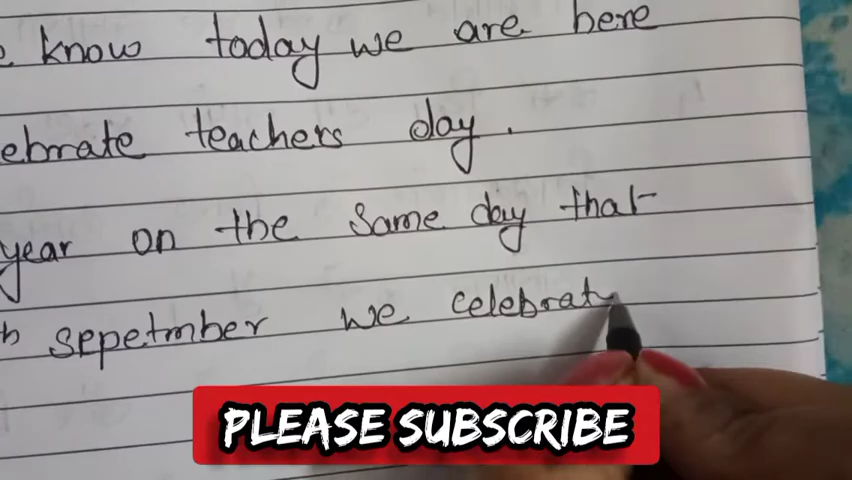 know today we are here
ebrate teachers day.
year on the same day that
sepetmber we celebrat
PLEASE SUBSCRIBE